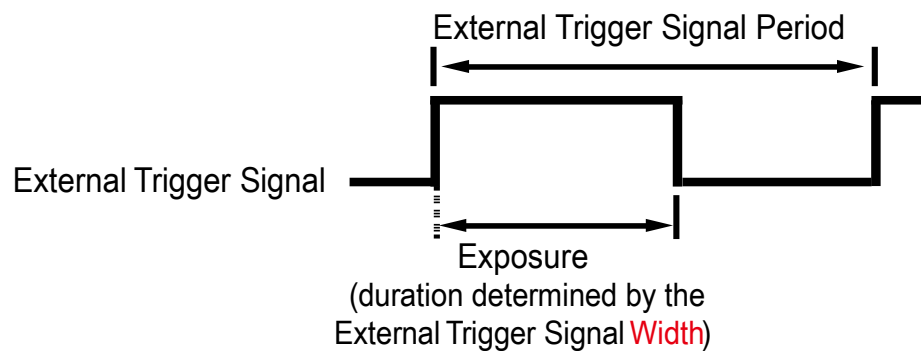 External Trigger Signal Period
External Trigger Signal
Exposure
(duration determined by the
External Trigger Signal Width)